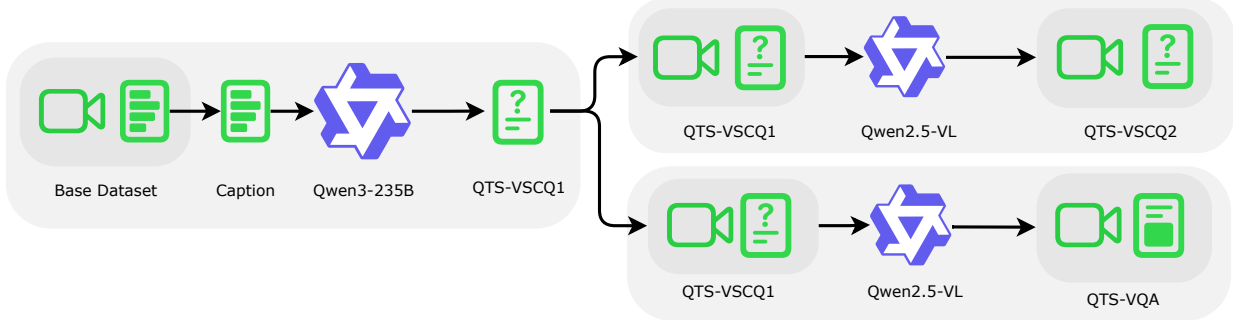 Base Dataset
Caption
Qwen3-235B
?
QTS-VSCQ1
?
QTS-VSCQ1
Qwen2.5-VL
?
QTS-VSCQ2
?
QTS-VSCQ1
Qwen2.5-VL
QTS-VQA